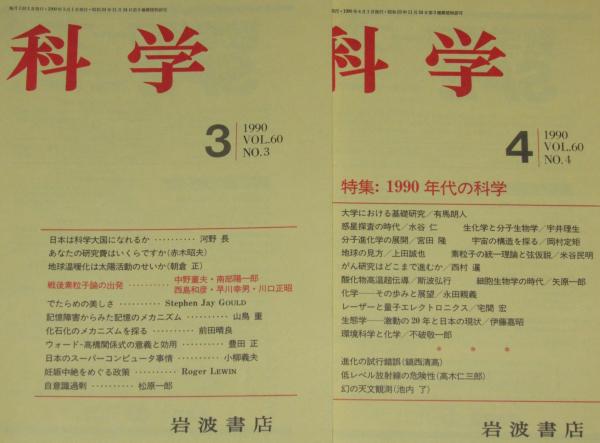 科学
3
1990
VOL.60
NO.3
日本は科学大国になれるか ………… 河野 長
あなたの研究費はいくらですか(赤木昭夫)
地球温暖化は太陽活動のせいか(朝倉 正)
戦後素粒子論の出発 ………… 中野董夫・南部陽一郎
西島和彦・早川幸男・川口正昭
でたらめの美しさ ………… Stephen Jay GOULD
記憶障害からみた記憶のメカニズム ………… 山鳥 重
化石化のメカニズムを探る ………… 前田晴良
ウォード-高橋関係式の意義と効用 ………… 豊田 正
日本のスーパーコンピュータ事情 ………… 小柳義夫
妊娠中絶をめぐる政策 ………… Roger LEWIN
自意識過剰 ………… 松原一郎
岩波書店
科学
4
1990
VOL.60
NO.4
特集: 1990年代の科学
大学における基礎研究/有馬朗人
惑星探査の時代/水谷 仁 生化学と分子生物学/宇井理生
分子進化学の展開/宮田 隆 宇宙の構造を探る/岡村定矩
地球の見方/上田誠也 素粒子の統一理論と弦仮説/米谷民明
がん研究はどこまで進むか/西村 暹
酸化物高温超伝導/斯波弘行 細胞生物学の時代/矢原一郎
化学——その歩みと展望/永田親義
レーザーと量子エレクトロニクス/宅間 宏
生態学——激動の20年と日本の現状/伊藤嘉昭
環境科学と化学/不破敬一郎
* * *
進化の試行錯誤(鎮西清高)
低レベル放射線の危険性(高木仁三郎)
幻の天文観測(池内 了)
岩波書店